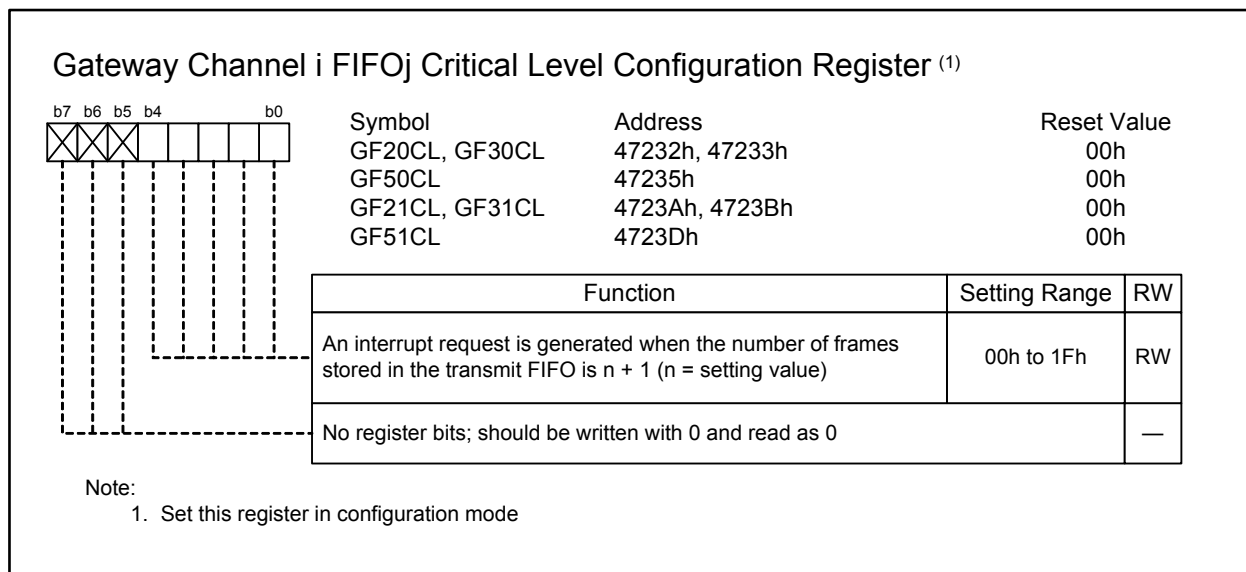 Gateway Channel i FIFOj Critical Level Configuration Register (1)
b7 b6 b5 b4 b0
Symbol Address Reset Value
GF20CL, GF30CL 47232h, 47233h 00h
GF50CL 47235h 00h
GF21CL, GF31CL 4723Ah, 4723Bh 00h
GF51CL 4723Dh 00h
Function Setting Range RW
An interrupt request is generated when the number of frames
stored in the transmit FIFO is n + 1 (n = setting value) 00h to 1Fh RW
No register bits; should be written with 0 and read as 0 —
Note:
1. Set this register in configuration mode